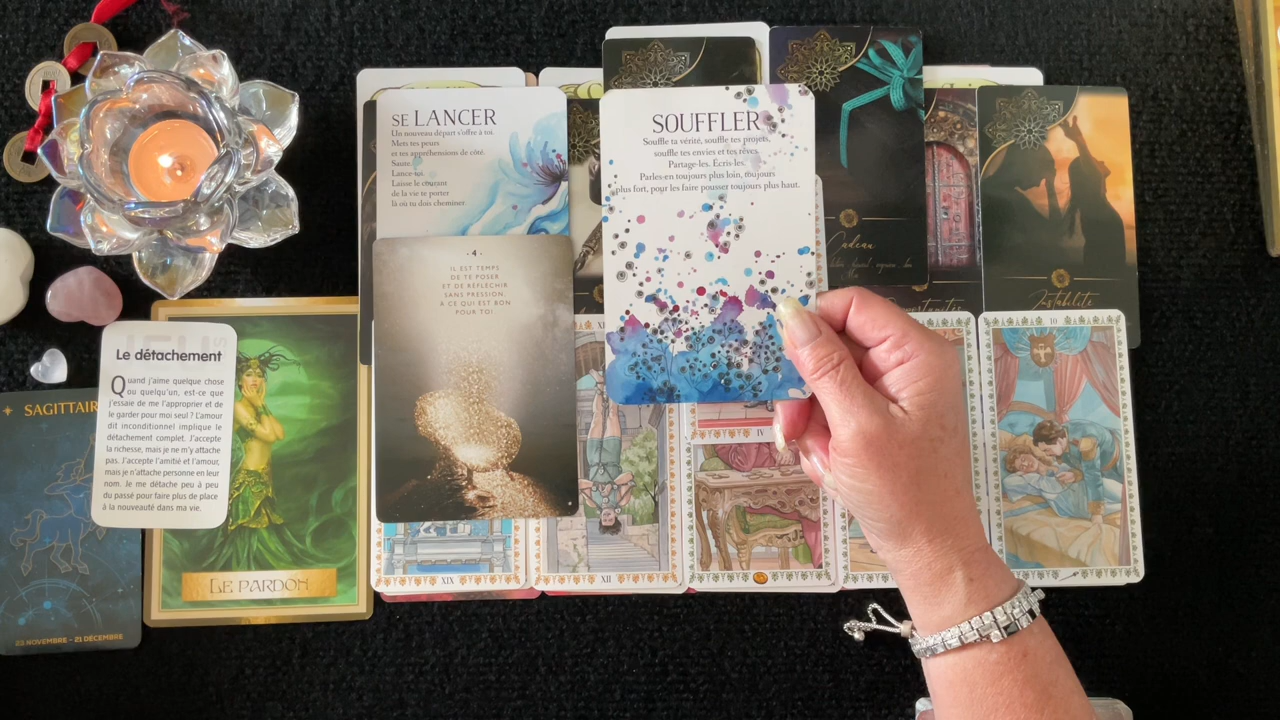 SE LANCER
Un nouveau départ s'offre à toi.
Mets tes peurs
et tes appréhensions de côté.
Saute.
Lance-toi.
Laisse le courant
de la vie te porter
là où tu dois cheminer
SOUFFLER
Souffle ta vérité, souffle tes projets,
souffle tes envies et tes rêves.
Partage-les. Écris-les.
Parles-en toujours plus loin, toujours
plus fort, pour les faire pousser toujours plus haut.
Cadeau
Instabilité
· 4 ·
IL EST TEMPS
DE TE POSER
ET DE RÉFLÉCHIR
SANS PRESSION,
À CE QUI EST BON
POUR TOI
Le détachement
Quand j'aime quelque chose
ou quelqu'un, est-ce que
j'essaie de me l'approprier et de
le garder pour moi seul ? L'amour
dit inconditionnel implique le
détachement complet. J'accepte
la richesse, mais je ne m'y attache
pas. J'accepte l'amitié et l'amour,
mais je n'attache personne en leur
nom. Je me détache peu à peu
du passé pour faire plus de place
à la nouveauté dans ma vie.
SAGITTAIR
23 NOVEMBRE - 21 DÉCEMBRE
LE PARDON
10
IV
XIX
XII